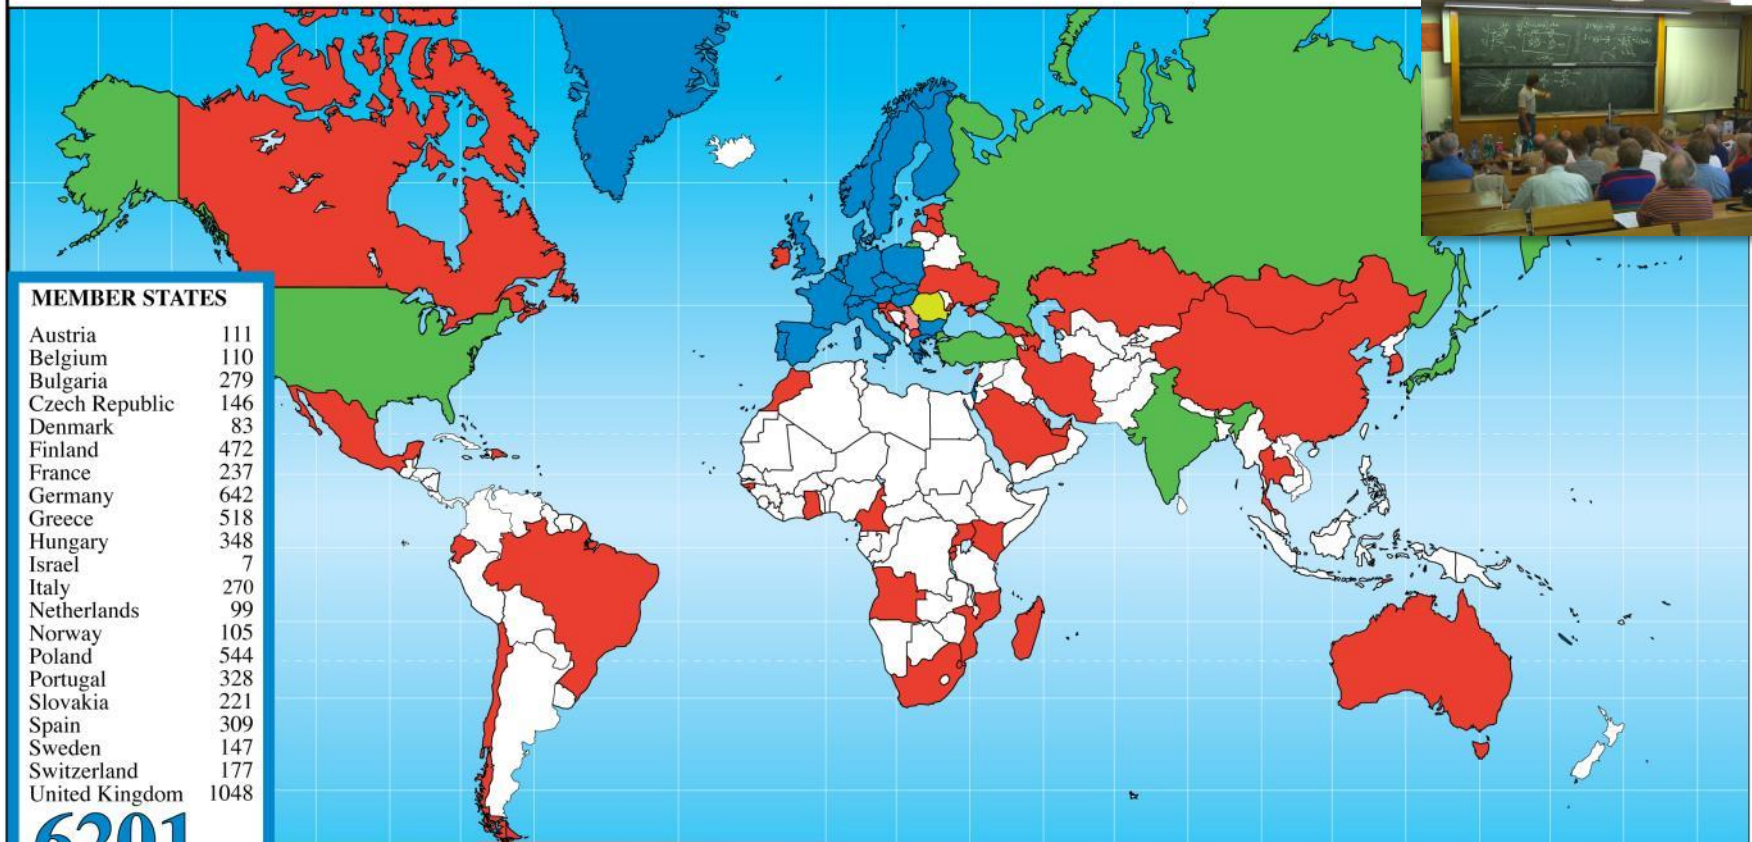 MEMBER STATES
Austria 111
Belgium 110
Bulgaria 279
Czech Republic 146
Denmark 83
Finland 472
France 237
Germany 642
Greece 518
Hungary 348
Israel 7
Italy 270
Netherlands 99
Norway 105
Poland 544
Portugal 328
Slovakia 221
Spain 309
Sweden 147
Switzerland 177
United Kingdom 1048
6201